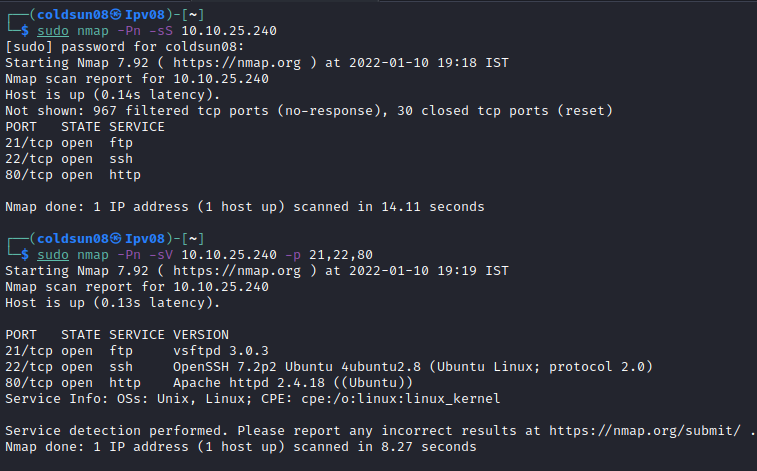 ┌──(coldsun08㉿Ipv08)-[~]
└─$ sudo nmap -Pn -sS 10.10.25.240
[sudo] password for coldsun08:
Starting Nmap 7.92 ( https://nmap.org ) at 2022-01-10 19:18 IST
Nmap scan report for 10.10.25.240
Host is up (0.14s latency).
Not shown: 967 filtered tcp ports (no-response), 30 closed tcp ports (reset)
PORT   STATE SERVICE
21/tcp open  ftp
22/tcp open  ssh
80/tcp open  http

Nmap done: 1 IP address (1 host up) scanned in 14.11 seconds

┌──(coldsun08㉿Ipv08)-[~]
└─$ sudo nmap -Pn -sV 10.10.25.240 -p 21,22,80
Starting Nmap 7.92 ( https://nmap.org ) at 2022-01-10 19:19 IST
Nmap scan report for 10.10.25.240
Host is up (0.13s latency).

PORT   STATE SERVICE VERSION
21/tcp open  ftp     vsftpd 3.0.3
22/tcp open  ssh     OpenSSH 7.2p2 Ubuntu 4ubuntu2.8 (Ubuntu Linux; protocol 2.0)
80/tcp open  http    Apache httpd 2.4.18 ((Ubuntu))
Service Info: OSs: Unix, Linux; CPE: cpe:/o:linux:linux_kernel

Service detection performed. Please report any incorrect results at https://nmap.org/submit/ .
Nmap done: 1 IP address (1 host up) scanned in 8.27 seconds